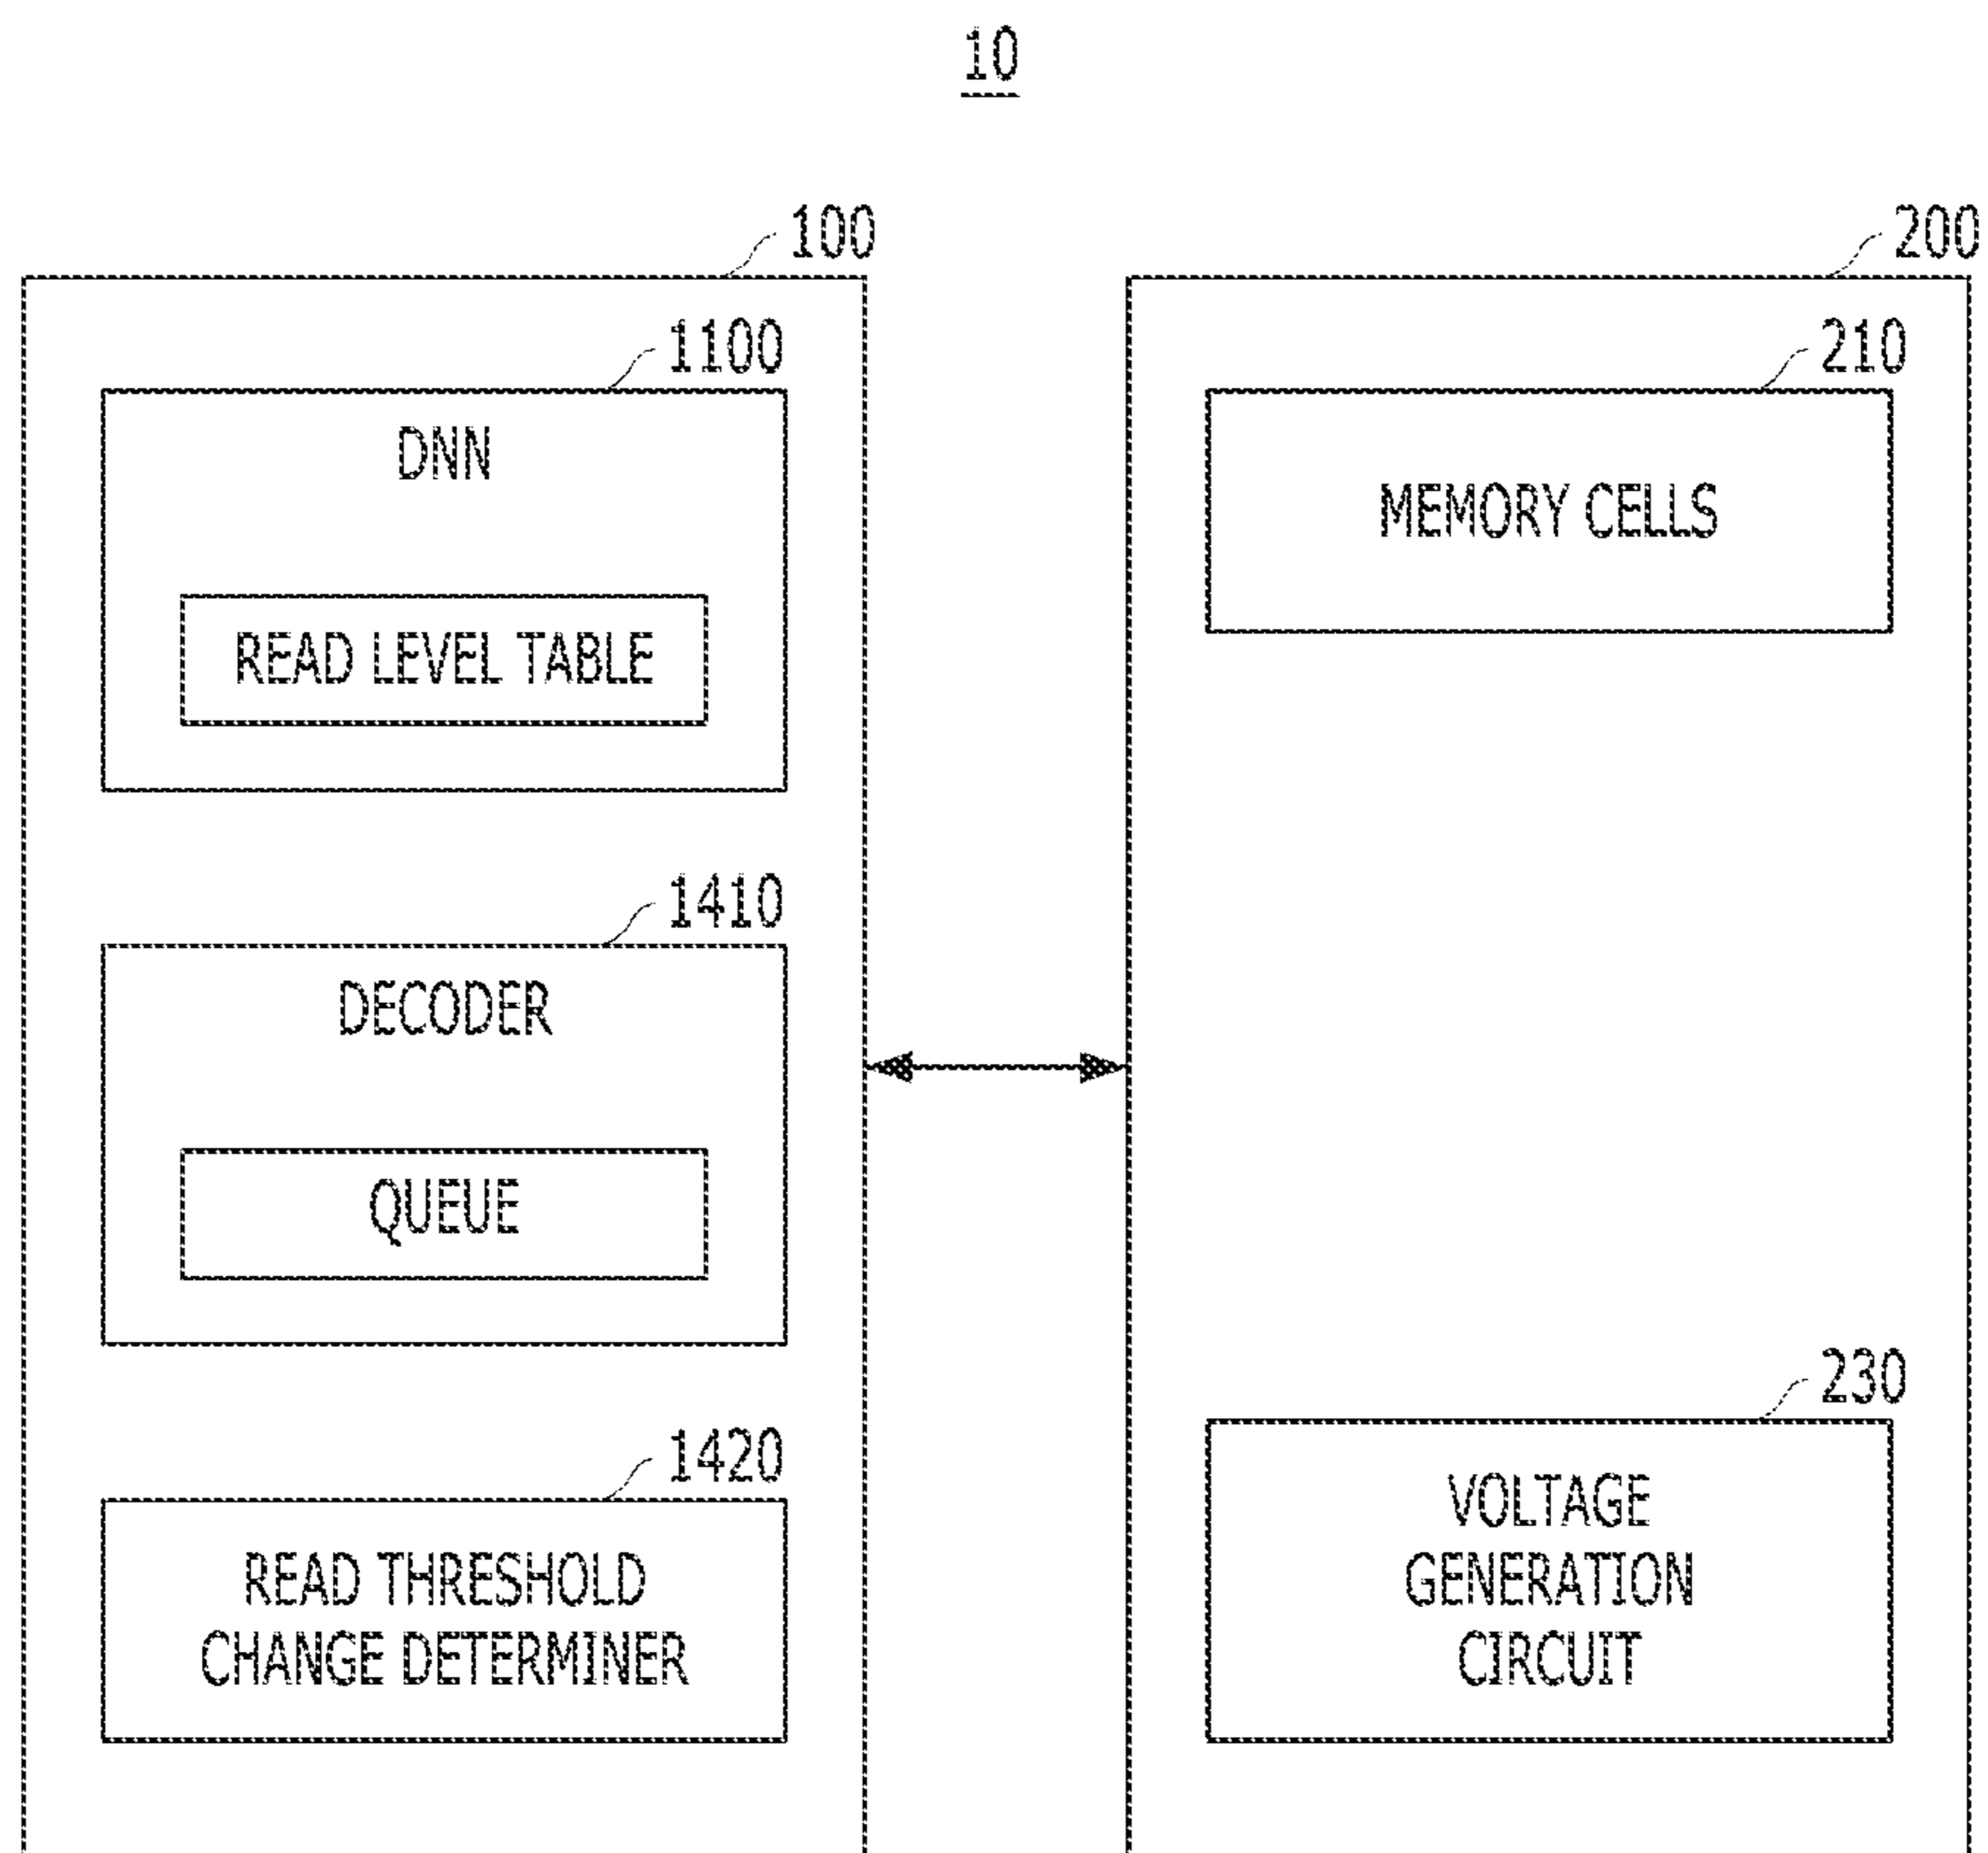 10
100
1100
DNN
READ LEVEL TABLE
1410
DECODER
QUEUE
1420
READ THRESHOLD
CHANGE DETERMINER
200
210
MEMORY CELLS
230
VOLTAGE
GENERATION
CIRCUIT